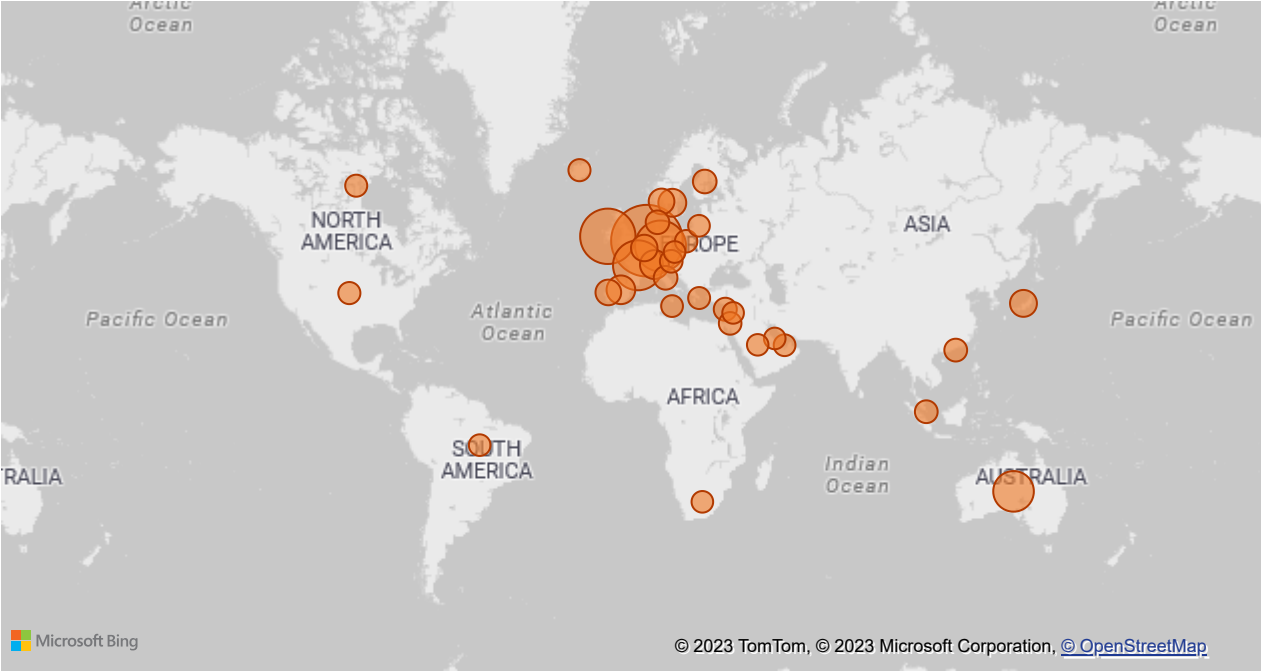 Arctic
Ocean
Arctic
Ocean
NORTH
AMERICA
ASIA
EUROPE
Atlantic
Ocean
Pacific Ocean
Pacific Ocean
AFRICA
SOUTH
AMERICA
Indian
Ocean
TRALIA
AUSTRALIA
Microsoft Bing
© 2023 TomTom, © 2023 Microsoft Corporation, © OpenStreetMap